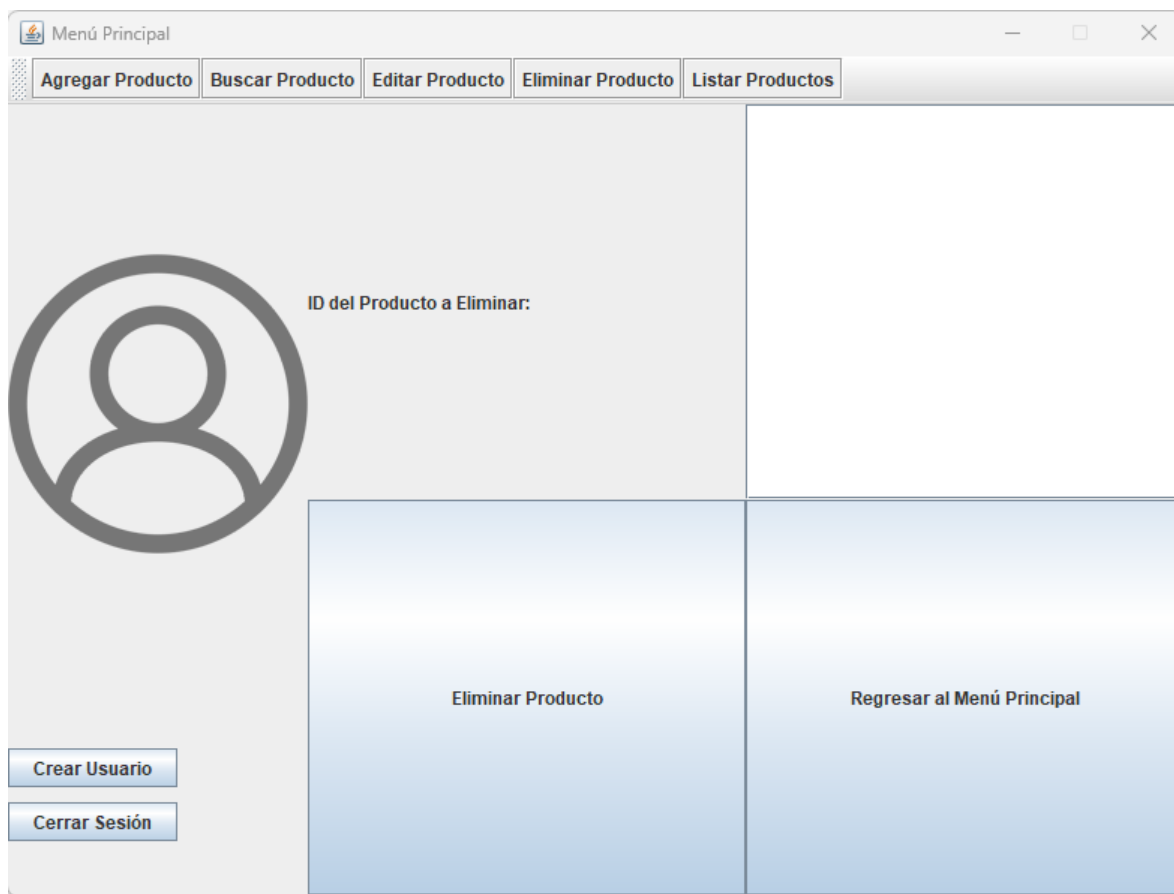 Menú Principal
Agregar Producto Buscar Producto Editar Producto Eliminar Producto Listar Productos
ID del Producto a Eliminar:
Eliminar Producto Regresar al Menú Principal
Crear Usuario
Cerrar Sesión